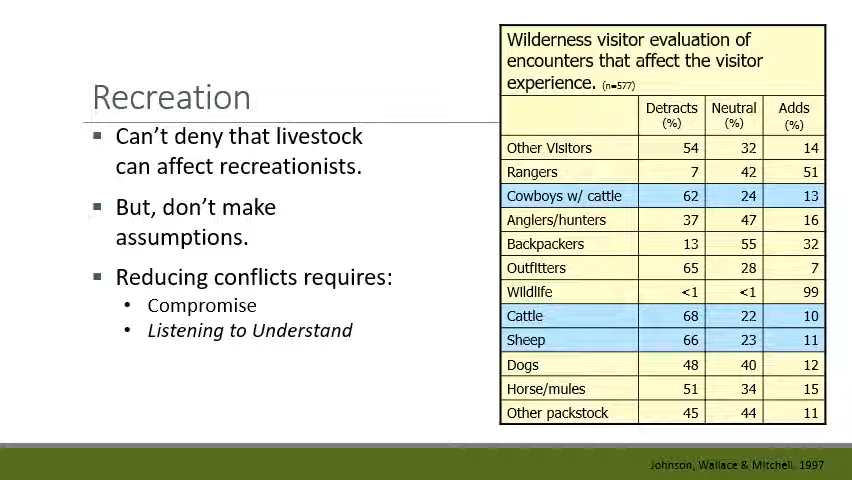 Recreation
▪ Can't deny that livestock
can affect recreationists.
▪ But, don't make
assumptions.
▪ Reducing conflicts requires:
• Compromise
• Listening to Understand
Wilderness visitor evaluation of
encounters that affect the visitor
experience. (n=577)
Detracts (%) Neutral (%) Adds (%)
Other Visitors 54 32 14
Rangers 7 42 51
Cowboys w/ cattle 62 24 13
Anglers/hunters 37 47 16
Backpackers 13 55 32
Outfitters 65 28 7
Wildlife <1 <1 99
Cattle 68 22 10
Sheep 66 23 11
Dogs 48 40 12
Horse/mules 51 34 15
Other packstock 45 44 11
Johnson, Wallace & Mitchell, 1997